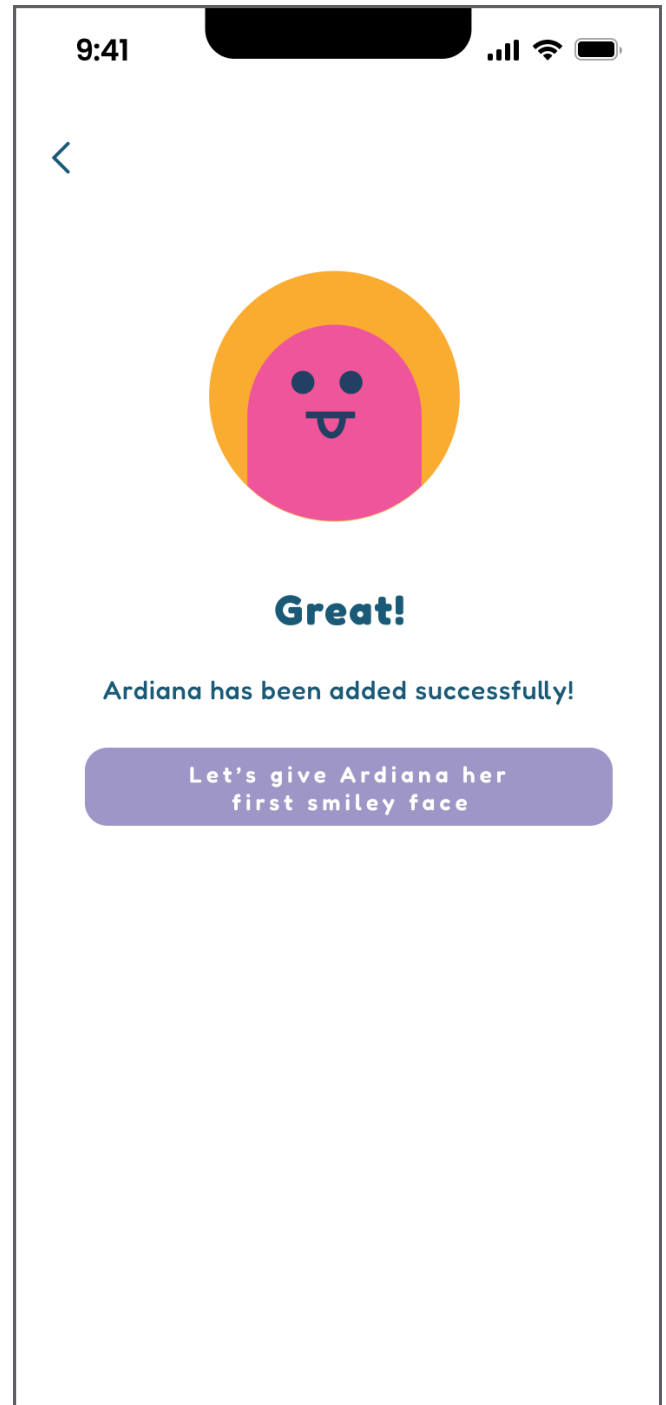 9:41
Great!
Ardiana has been added successfully!
Let’s give Ardiana her
first smiley face